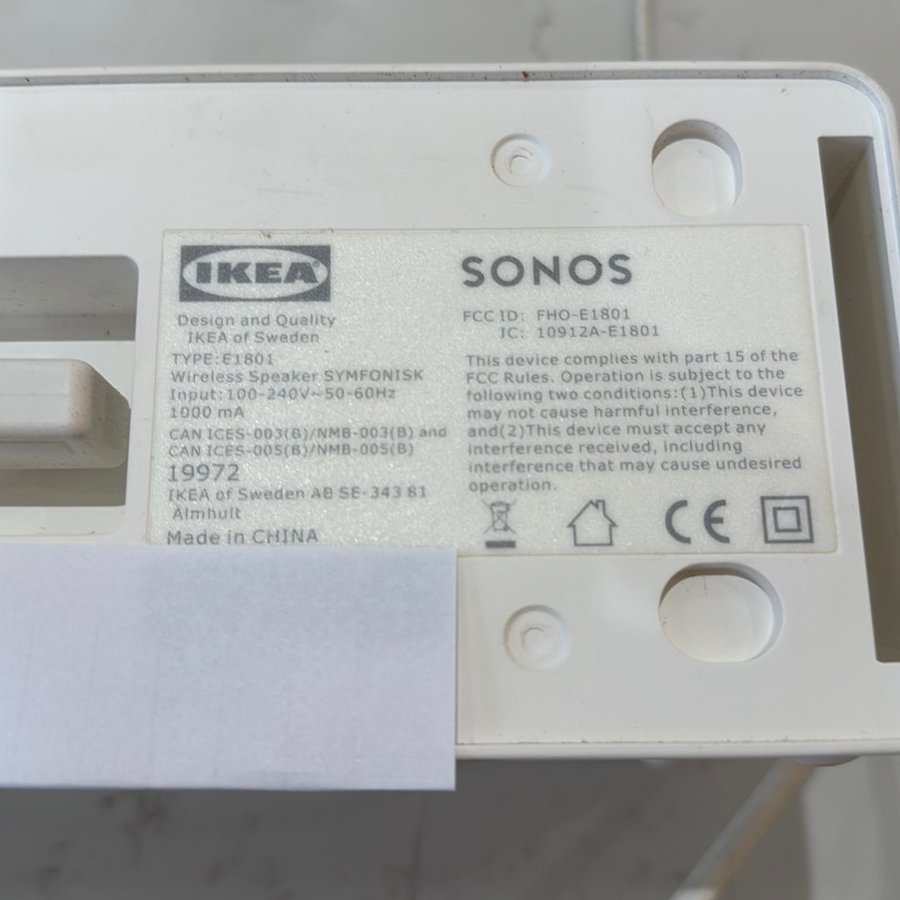 IKEA
Design and Quality
IKEA of Sweden
TYPE:E1801
Wireless Speaker SYMFONISK
Input:100-240V~50-60Hz
1000 mA
CAN ICES-003(B)/NMB-003(B) and
CAN ICES-005(B)/NMB-005(B)
19972
IKEA of Sweden AB SE-343 81
Älmhult
Made in CHINA
SONOS
FCC ID: FHO-E1801
IC: 10912A-E1801
This device complies with part 15 of the
FCC Rules. Operation is subject to the
following two conditions:(1)This device
may not cause harmful interference,
and(2)This device must accept any
interference received, including
interference that may cause undesired
operation.
CE